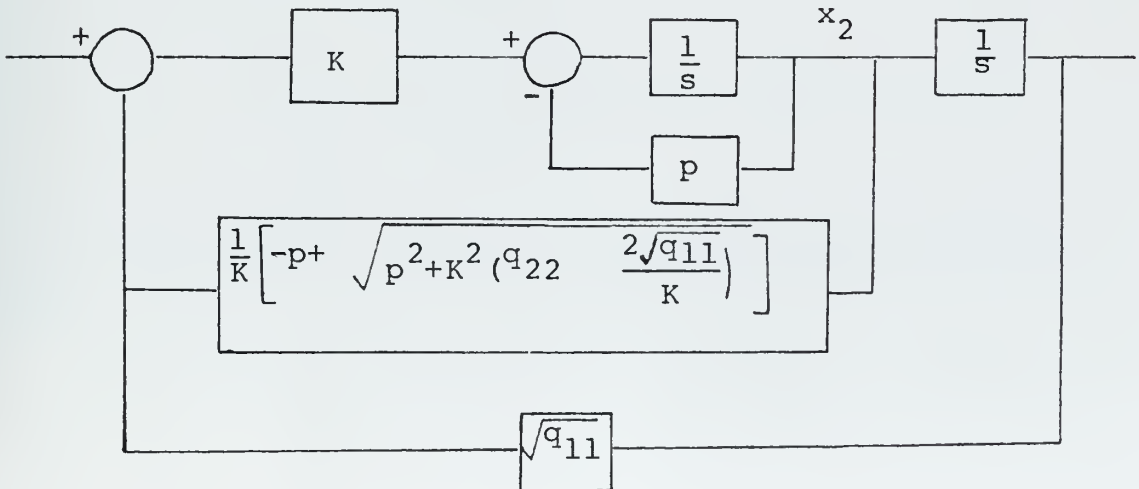 x₂
+
K
+
-
1/s
1/s
p
1/K [-p+ √(p²+K²(q₂₂ 2√q₁₁/K))]
√q₁₁